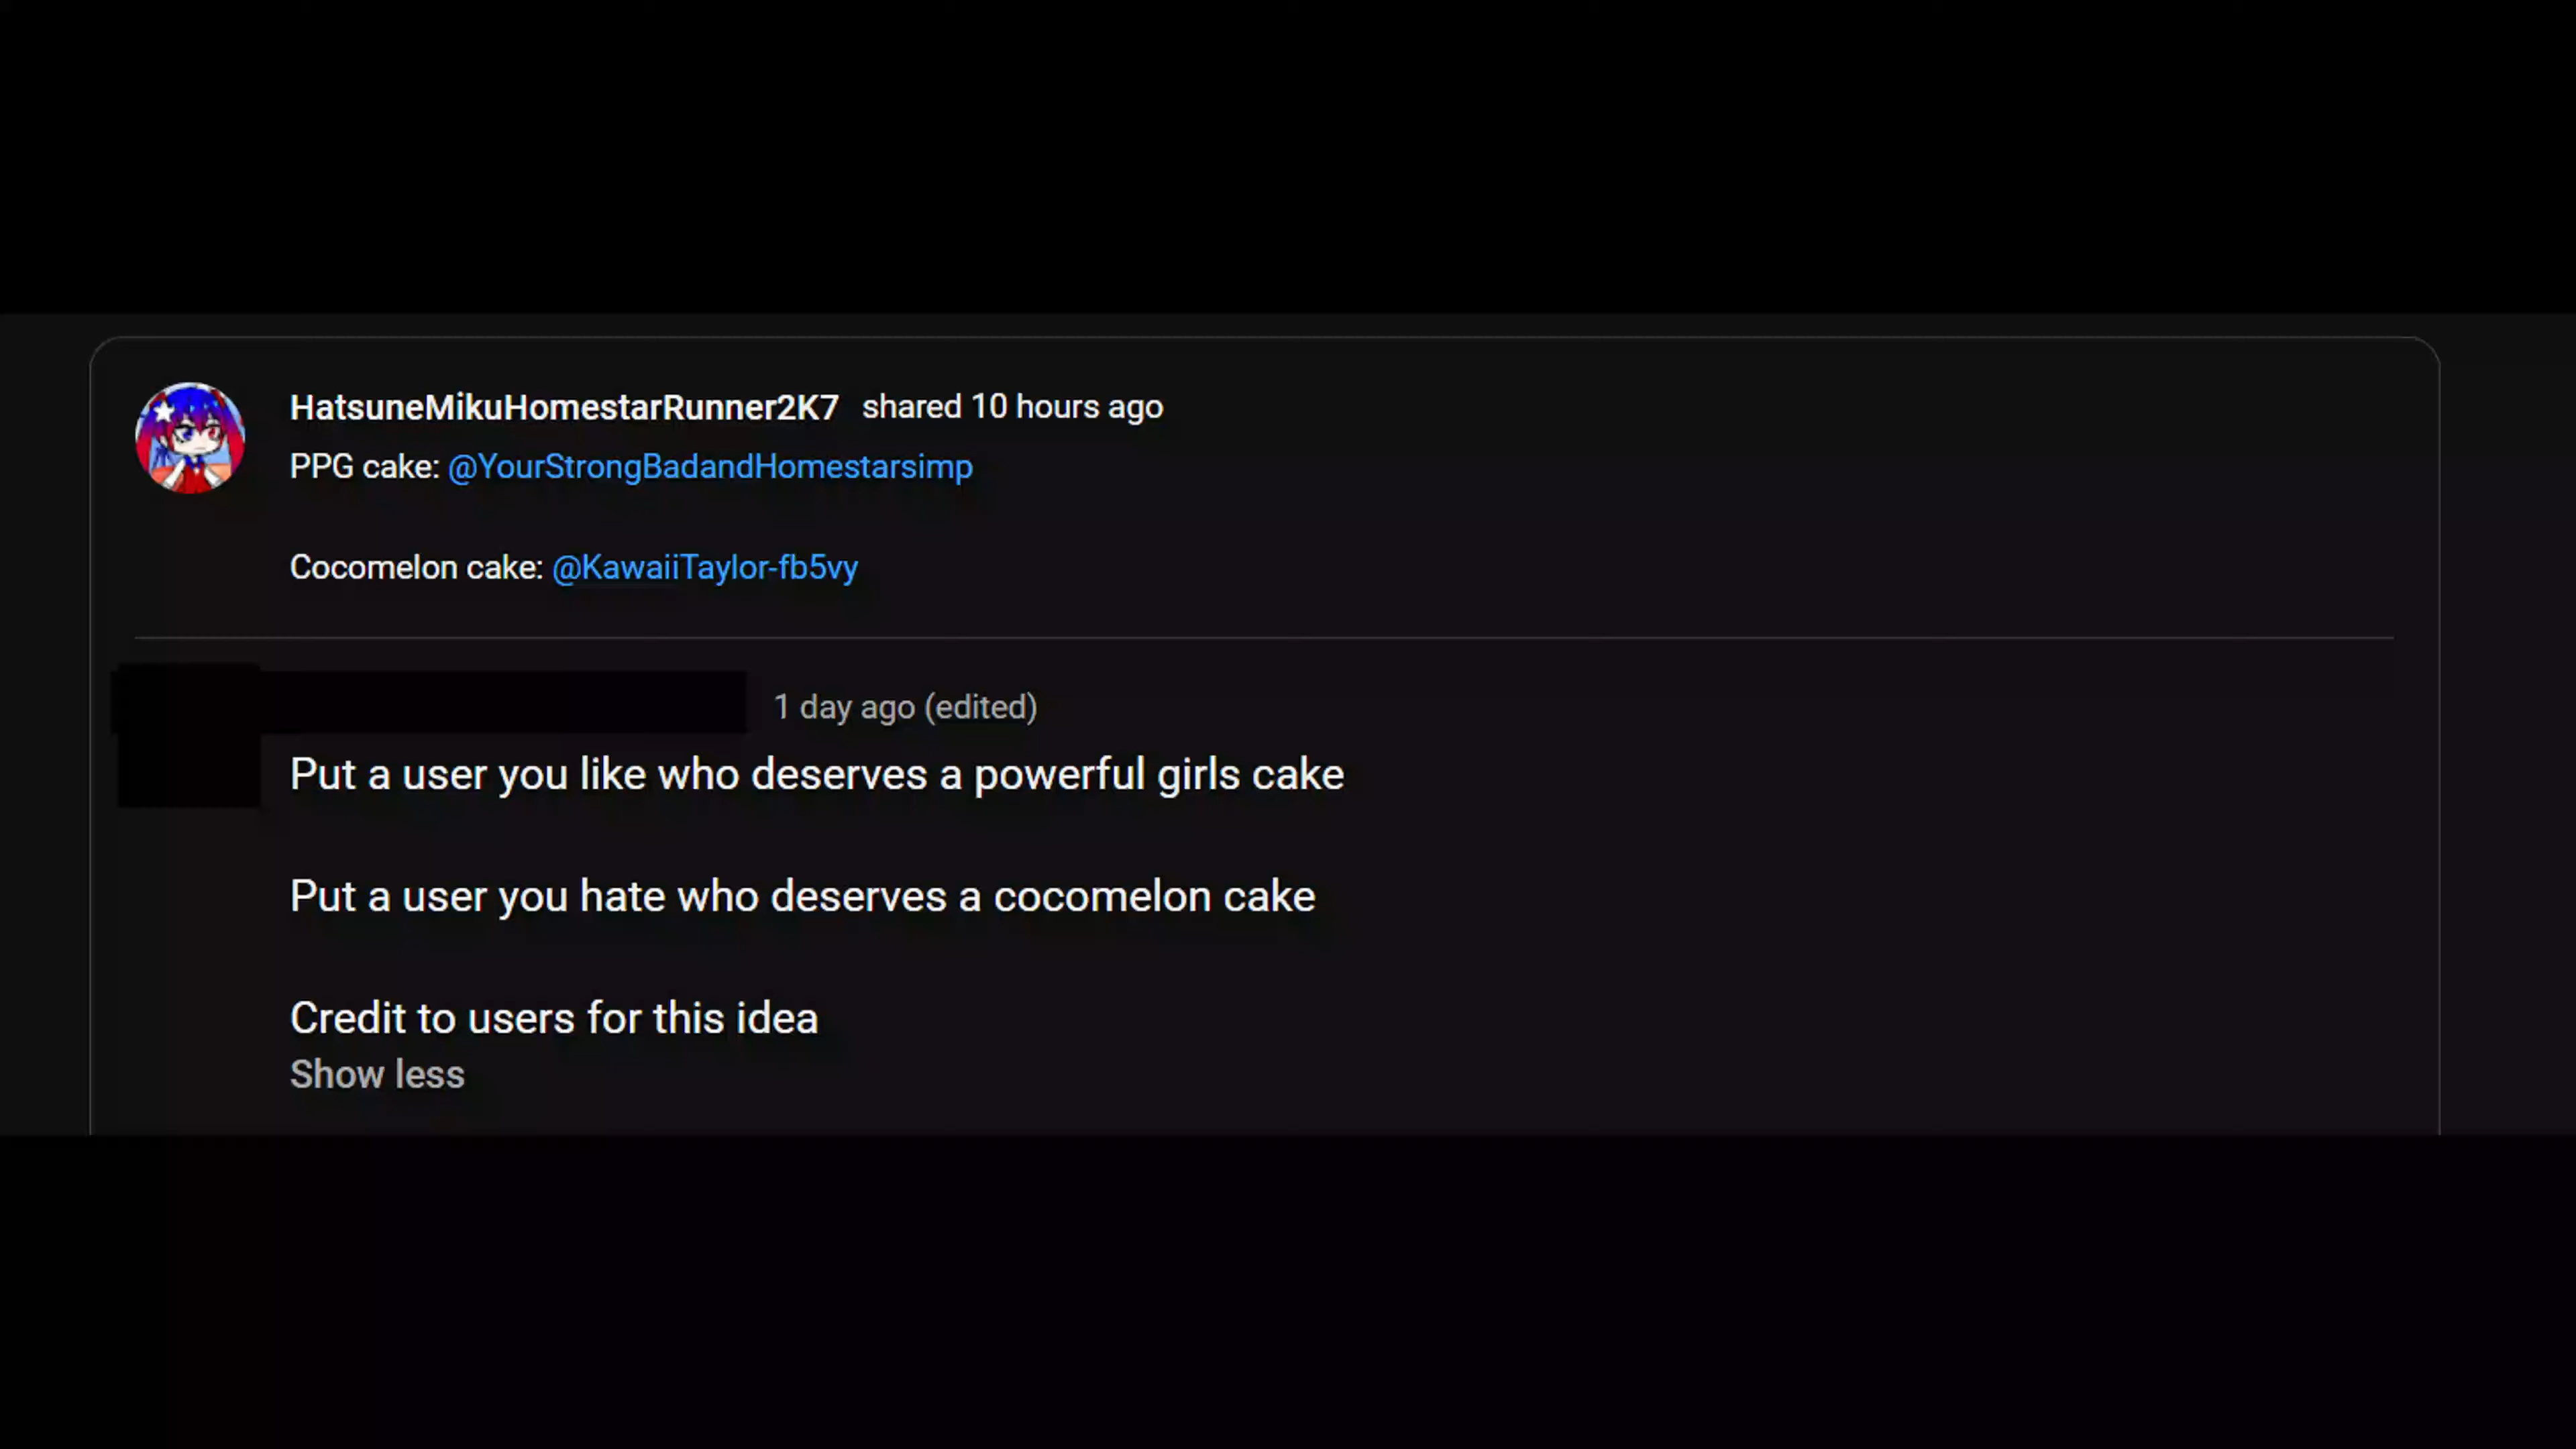 HatsuneMikuHomestarRunner2K7 shared 10 hours ago
PPG cake: @YourStrongBadandHomestarsimp
Cocomelon cake: @KawaiiTaylor-fb5vy
1 day ago (edited)
Put a user you like who deserves a powerful girls cake
Put a user you hate who deserves a cocomelon cake
Credit to users for this idea
Show less